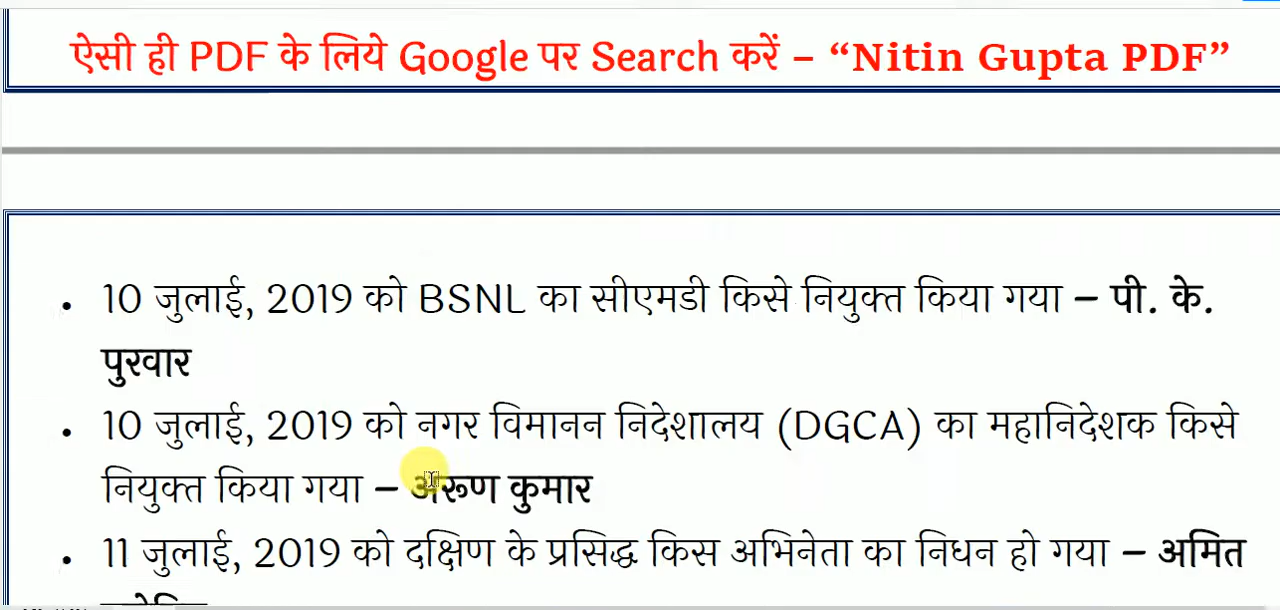 ऐसी ही PDF के लिये Google पर Search करें – “Nitin Gupta PDF”
• 10 जुलाई, 2019 को BSNL का सीएमडी किसे नियुक्त किया गया – पी. के.
पुरवार
• 10 जुलाई, 2019 को नगर विमानन निदेशालय (DGCA) का महानिदेशक किसे
नियुक्त किया गया – अरूण कुमार
• 11 जुलाई, 2019 को दक्षिण के प्रसिद्ध किस अभिनेता का निधन हो गया – अमित